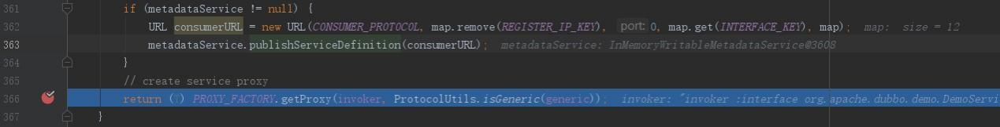 361 if (metadataService != null) {
362 URL consumerURL = new URL(CONSUMER_PROTOCOL, map.remove(REGISTER_IP_KEY), port: 0, map.get(INTERFACE_KEY), map); map: size = 12
363 metadataService.publishServiceDefinition(consumerURL); metadataService: InMemoryWritableMetadataService@3608
364 }
365 // create service proxy
366 return (T) PROXY_FACTORY.getProxy(invoker, ProtocolUtils.isGeneric(generic)); invoker: "invoker :interface org.apache.dubbo.demo.DemoServi
367 }